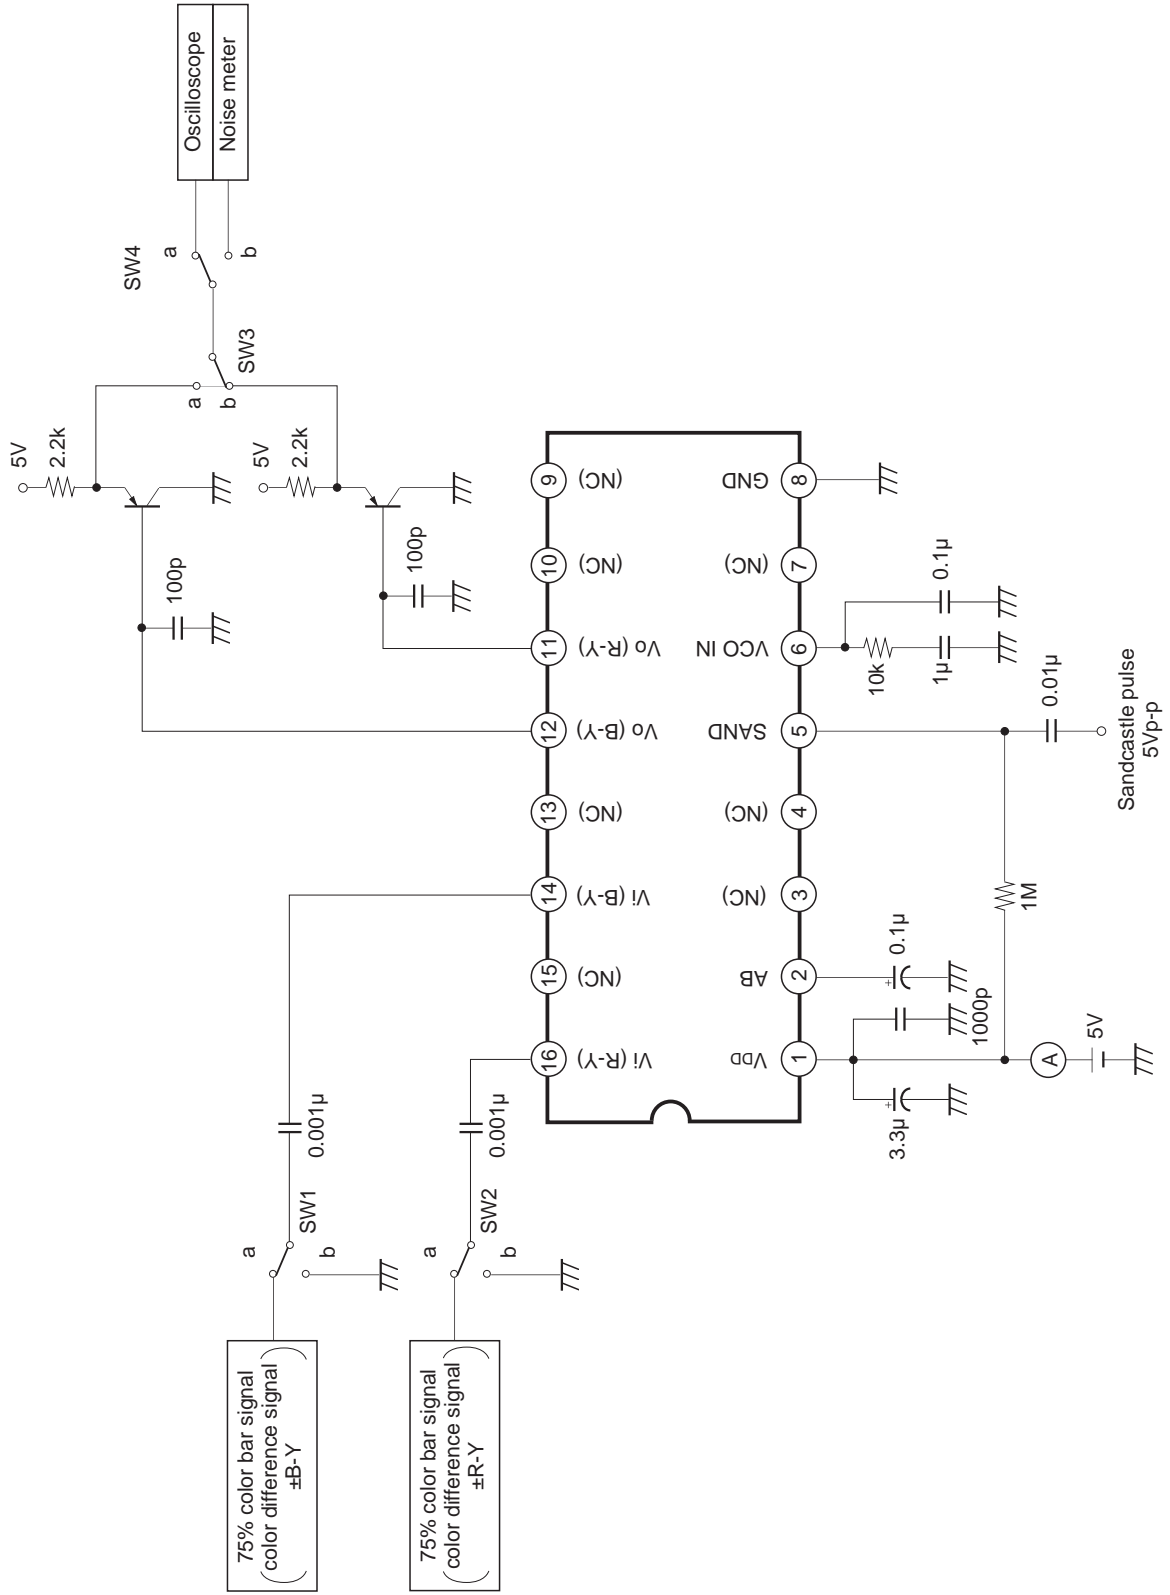 75% color bar signal
color difference signal
±B-Y
a
b
SW1
0.001µ
75% color bar signal
color difference signal
±R-Y
a
b
SW2
0.001µ
5V
2.2k
100p
5V
2.2k
100p
a
b
SW3
SW4
a
b
Oscilloscope
Noise meter
16
15
14
13
12
11
10
9
Vi (R-Y)
(NC)
Vi (B-Y)
(NC)
Vo (B-Y)
Vo (R-Y)
(NC)
(NC)
VDD
AB
(NC)
(NC)
SAND
VCO IN
(NC)
GND
1
2
3
4
5
6
7
8
3.3µ
1000p
0.1µ
A
5V
1M
0.01µ
Sandcastle pulse
5Vp-p
10k
1µ
0.1µ